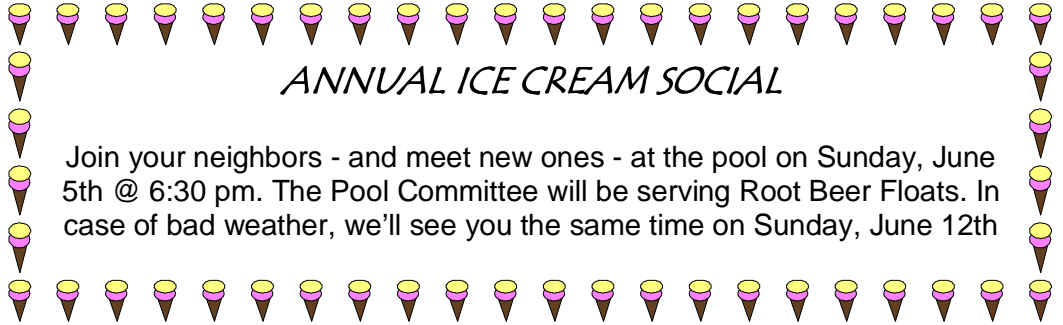 ANNUAL ICE CREAM SOCIAL
Join your neighbors - and meet new ones - at the pool on Sunday, June
5th @ 6:30 pm. The Pool Committee will be serving Root Beer Floats. In
case of bad weather, we’ll see you the same time on Sunday, June 12th